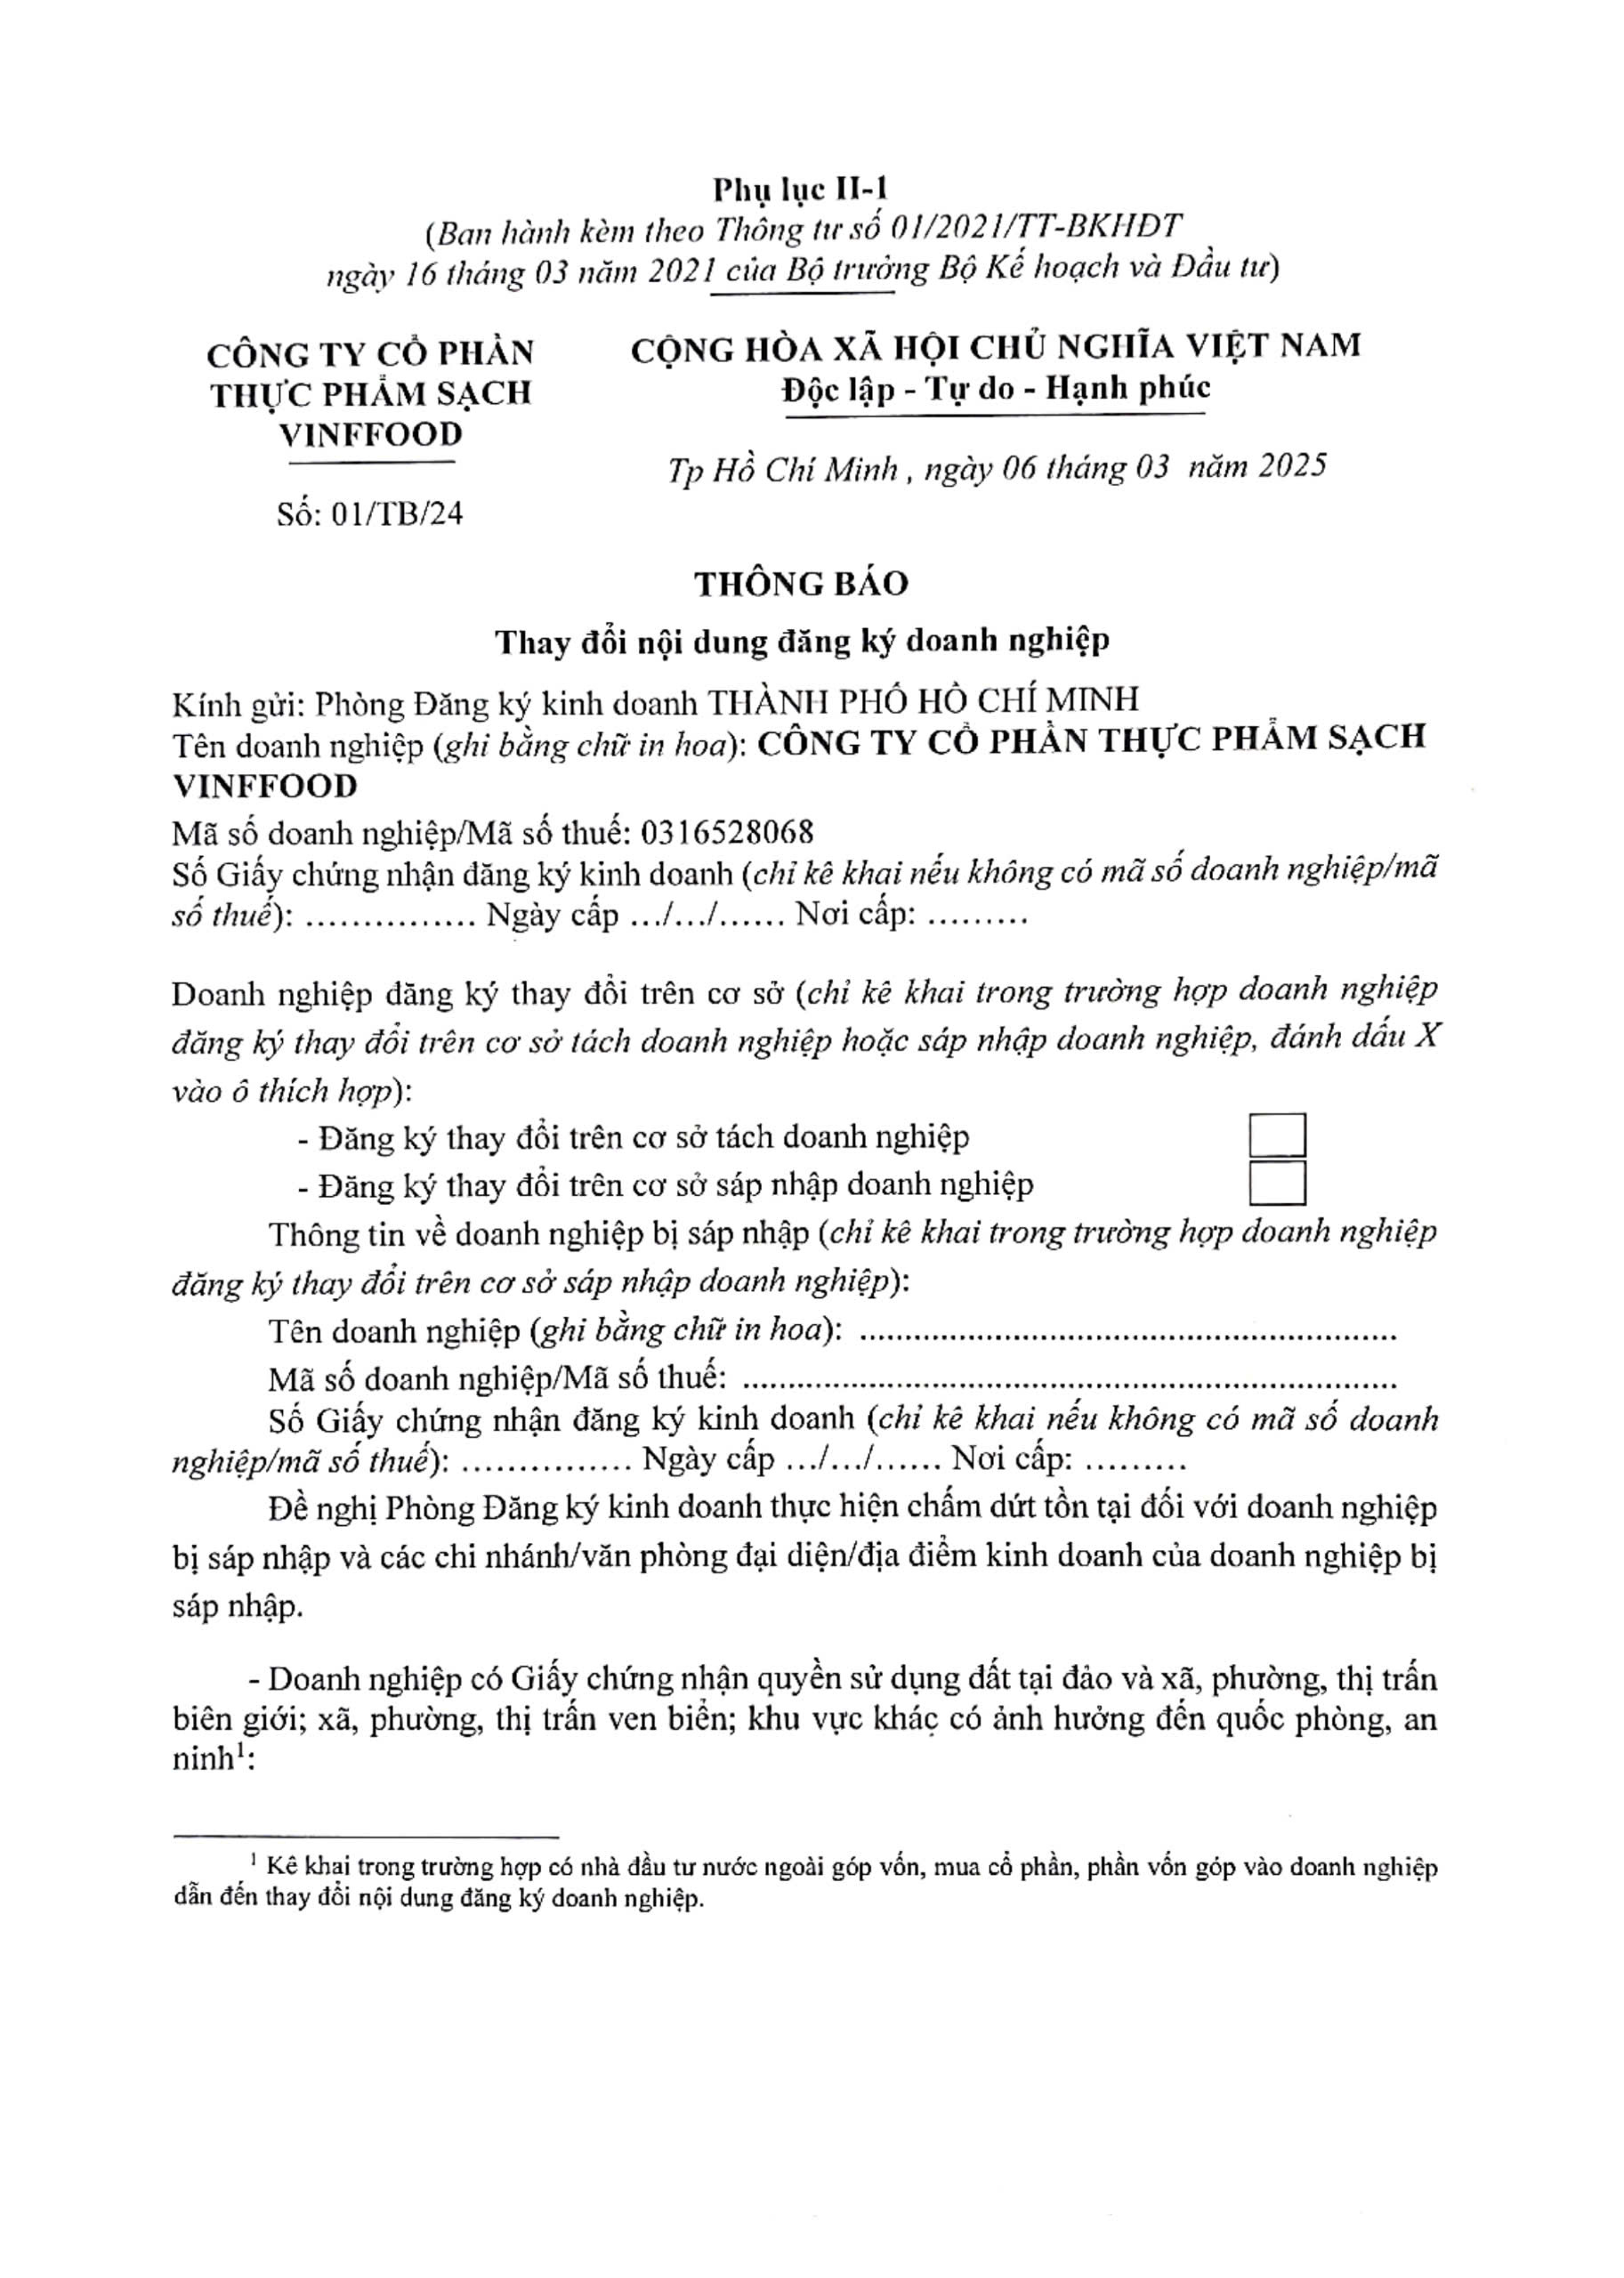 Phụ lục II-1
(Ban hành kèm theo Thông tư số 01/2021/TT-BKHĐT
ngày 16 tháng 03 năm 2021 của Bộ trưởng Bộ Kế hoạch và Đầu tư)
CÔNG TY CỔ PHẦN
THỰC PHẨM SẠCH
VINFFOOD
Số: 01/TB/24
CỘNG HÒA XÃ HỘI CHỦ NGHĨA VIỆT NAM
Độc lập - Tự do - Hạnh phúc
Tp Hồ Chí Minh , ngày 06 tháng 03 năm 2025
THÔNG BÁO
Thay đổi nội dung đăng ký doanh nghiệp
Kính gửi: Phòng Đăng ký kinh doanh THÀNH PHỐ HỒ CHÍ MINH
Tên doanh nghiệp (ghi bằng chữ in hoa): CÔNG TY CỔ PHẦN THỰC PHẨM SẠCH
VINFFOOD
Mã số doanh nghiệp/Mã số thuế: 0316528068
Số Giấy chứng nhận đăng ký kinh doanh (chỉ kê khai nếu không có mã số doanh nghiệp/mã
số thuế): ............... Ngày cấp .../.../...... Nơi cấp: .........
Doanh nghiệp đăng ký thay đổi trên cơ sở (chỉ kê khai trong trường hợp doanh nghiệp
đăng ký thay đổi trên cơ sở tách doanh nghiệp hoặc sáp nhập doanh nghiệp, đánh dấu X
vào ô thích hợp):
- Đăng ký thay đổi trên cơ sở tách doanh nghiệp
- Đăng ký thay đổi trên cơ sở sáp nhập doanh nghiệp
Thông tin về doanh nghiệp bị sáp nhập (chỉ kê khai trong trường hợp doanh nghiệp
đăng ký thay đổi trên cơ sở sáp nhập doanh nghiệp):
Tên doanh nghiệp (ghi bằng chữ in hoa): ............................................................
Mã số doanh nghiệp/Mã số thuế: .........................................................................
Số Giấy chứng nhận đăng ký kinh doanh (chỉ kê khai nếu không có mã số doanh
nghiệp/mã số thuế): ............... Ngày cấp .../.../...... Nơi cấp: .........
Đề nghị Phòng Đăng ký kinh doanh thực hiện chấm dứt tồn tại đối với doanh nghiệp
bị sáp nhập và các chi nhánh/văn phòng đại diện/địa điểm kinh doanh của doanh nghiệp bị
sáp nhập.
- Doanh nghiệp có Giấy chứng nhận quyền sử dụng đất tại đảo và xã, phường, thị trấn
biên giới; xã, phường, thị trấn ven biển; khu vực khác có ảnh hưởng đến quốc phòng, an
ninh¹:
¹ Kê khai trong trường hợp có nhà đầu tư nước ngoài góp vốn, mua cổ phần, phần vốn góp vào doanh nghiệp
dẫn đến thay đổi nội dung đăng ký doanh nghiệp.